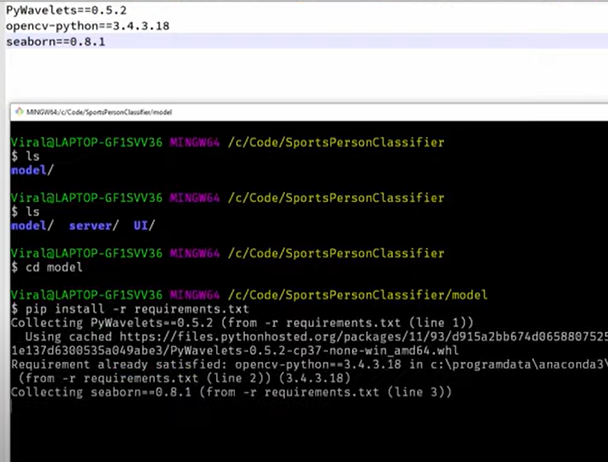 PyWavelets==0.5.2
opencv-python==3.4.3.18
seaborn==0.8.1
MINGW64:/c/Code/SportsPersonClassifier/model
Viral@LAPTOP-GF1SVV36 MINGW64 /c/Code/SportsPersonClassifier
$ ls
model/
Viral@LAPTOP-GF1SVV36 MINGW64 /c/Code/SportsPersonClassifier
$ ls
model/ server/ UI/
Viral@LAPTOP-GF1SVV36 MINGW64 /c/Code/SportsPersonClassifier
$ cd model
Viral@LAPTOP-GF1SVV36 MINGW64 /c/Code/SportsPersonClassifier/model
$ pip install -r requirements.txt
Collecting PyWavelets==0.5.2 (from -r requirements.txt (line 1))
Using cached https://files.pythonhosted.org/packages/11/93/d915a2bb674d0658807525
1e137d6300535a049abe3/PyWavelets-0.5.2-cp37-none-win_amd64.whl
Requirement already satisfied: opencv-python==3.4.3.18 in c:\programdata\anaconda3\
(from -r requirements.txt (line 2)) (3.4.3.18)
Collecting seaborn==0.8.1 (from -r requirements.txt (line 3))